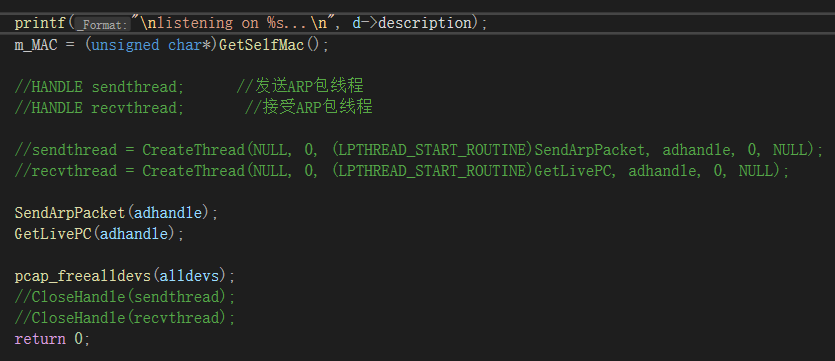 printf(_Format:"\nlistening on %s...\n", d->description);
m_MAC = (unsigned char*)GetSelfMac();
//HANDLE sendthread;      //发送ARP包线程
//HANDLE recvthread;       //接受ARP包线程
//sendthread = CreateThread(NULL, 0, (LPTHREAD_START_ROUTINE)SendArpPacket, adhandle, 0, NULL);
//recvthread = CreateThread(NULL, 0, (LPTHREAD_START_ROUTINE)GetLivePC, adhandle, 0, NULL);
SendArpPacket(adhandle);
GetLivePC(adhandle);
pcap_freealldevs(alldevs);
//CloseHandle(sendthread);
//CloseHandle(recvthread);
return 0;